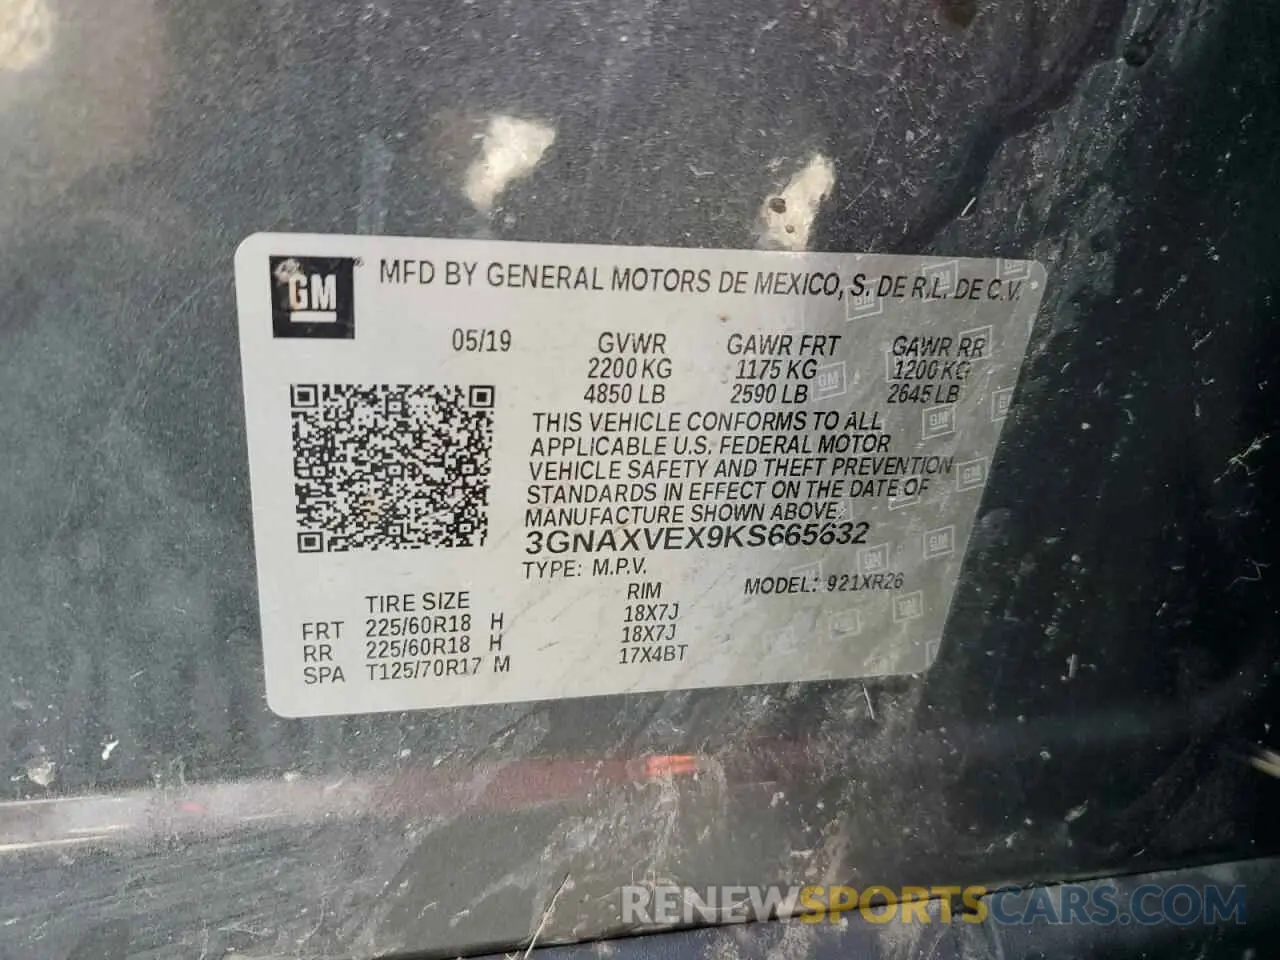 GM ® MFD BY GENERAL MOTORS DE MEXICO, S. DE R.L. DE C.V.
05/19 GVWR GAWR FRT GAWR RR
2200 KG 1175 KG 1200 KG
4850 LB 2590 LB 2645 LB
THIS VEHICLE CONFORMS TO ALL
APPLICABLE U.S. FEDERAL MOTOR
VEHICLE SAFETY AND THEFT PREVENTION
STANDARDS IN EFFECT ON THE DATE OF
MANUFACTURE SHOWN ABOVE.
3GNAXVEX9KS665632
TYPE: M.P.V. MODEL: 921XR26
TIRE SIZE RIM
FRT 225/60R18 H 18X7J
RR 225/60R18 H 18X7J
SPA T125/70R17 M 17X4BT
RENEWSPORTSCARS.COM